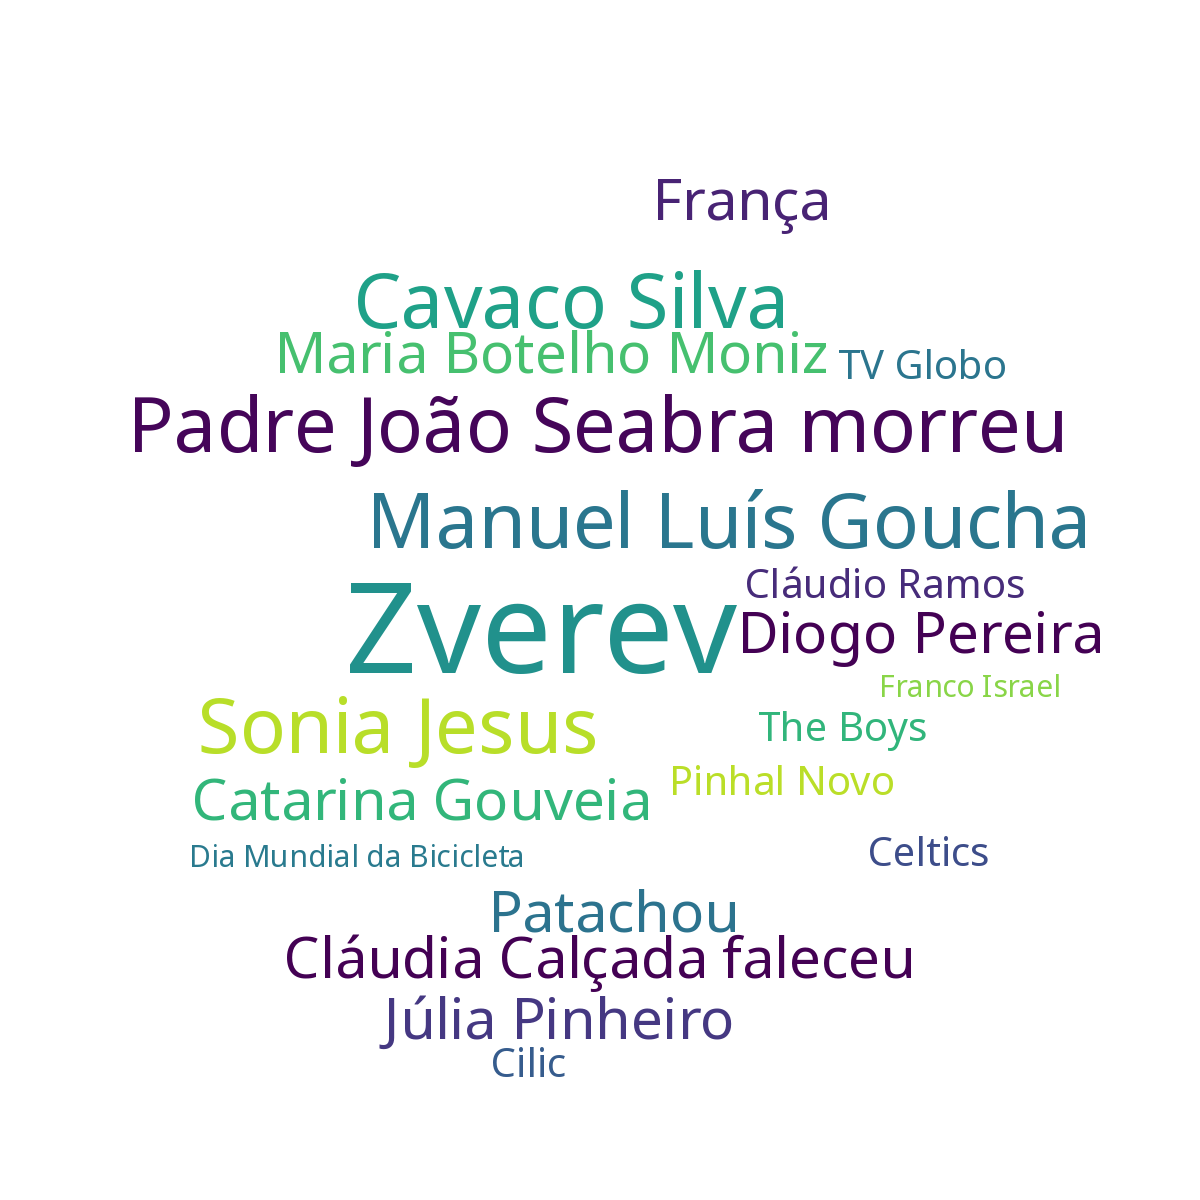 França
Cavaco Silva
Maria Botelho Moniz
TV Globo
Padre João Seabra morreu
Manuel Luís Goucha
Zverev
Cláudio Ramos
Diogo Pereira
Franco Israel
Sonia Jesus
The Boys
Pinhal Novo
Catarina Gouveia
Dia Mundial da Bicicleta
Celtics
Patachou
Cláudia Calçada faleceu
Júlia Pinheiro
Cilic